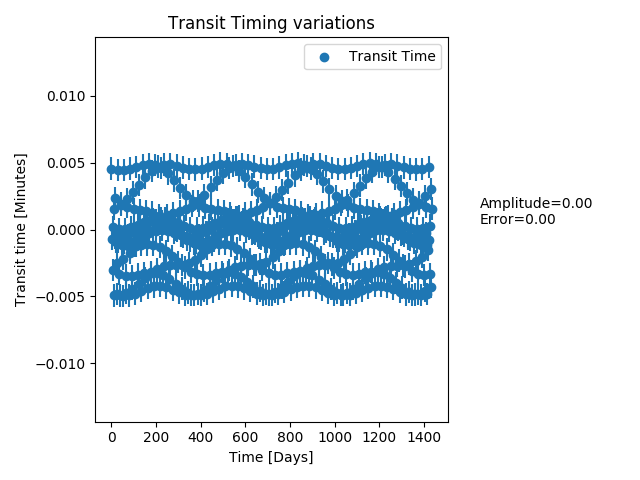 Transit Timing variations
Transit Time
0.010
0.005
0.000
−0.005
−0.010
Transit time [Minutes]
0 200 400 600 800 1000 1200 1400
Time [Days]
Amplitude=0.00
Error=0.00